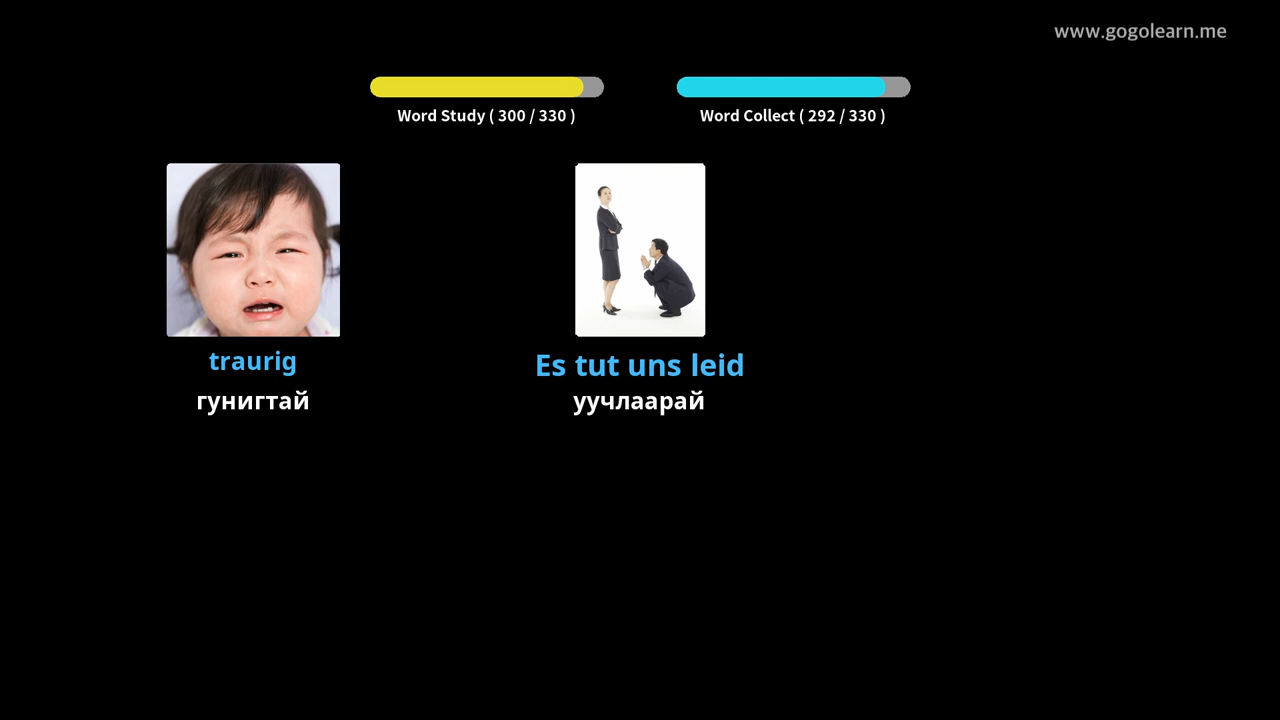 www.gogolearn.me
Word Study ( 300 / 330 )
Word Collect ( 292 / 330 )
traurig
гунигтай
Es tut uns leid
уучлаарай